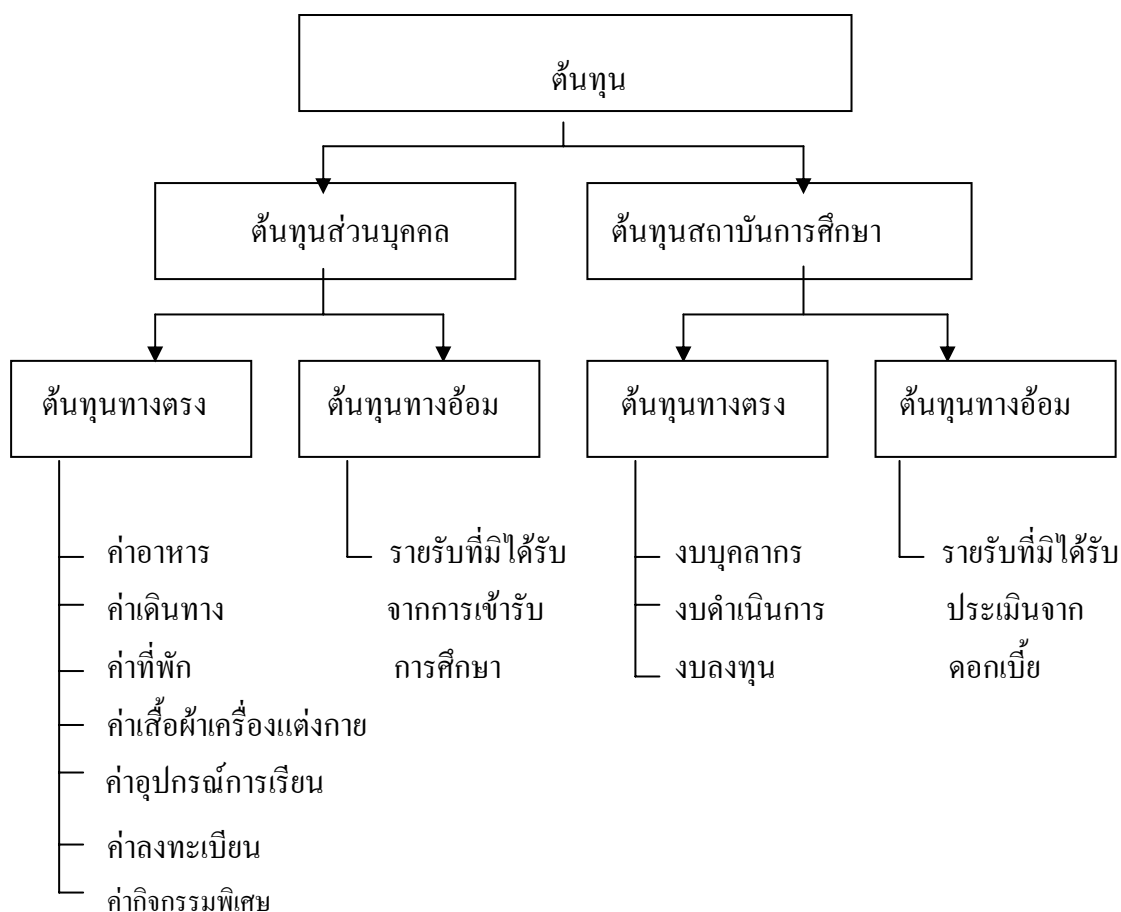 ต้นทุน
ต้นทุนส่วนบุคคล
ต้นทุนสถาบันการศึกษา
ต้นทุนทางตรง
ต้นทุนทางอ้อม
ต้นทุนทางตรง
ต้นทุนทางอ้อม
ค่าอาหาร
ค่าเดินทาง
ค่าที่พัก
ค่าเสื้อผ้าเครื่องแต่งกาย
ค่าอุปกรณ์การเรียน
ค่าลงทะเบียน
ค่ากิจกรรมพิเศษ
รายรับที่มิได้รับ
จากการเข้ารับ
การศึกษา
งบบุคลากร
งบดำเนินการ
งบลงทุน
รายรับที่มิได้รับ
ประเมินจาก
ดอกเบี้ย